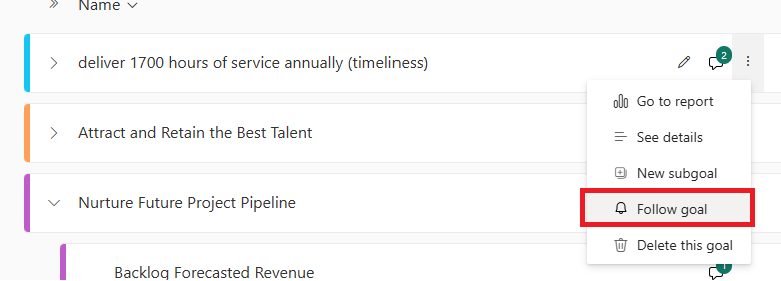 Name
deliver 1700 hours of service annually (timeliness)
2
Go to report
Attract and Retain the Best Talent
See details
New subgoal
Nurture Future Project Pipeline
Follow goal
Delete this goal
Backlog Forecasted Revenue
1